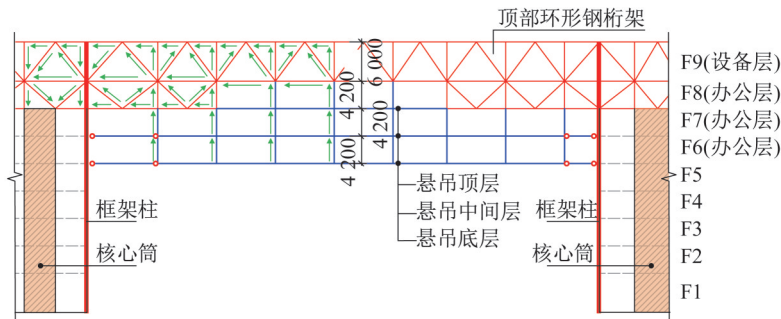 顶部环形钢桁架
6 000
4 200
4 200
4 200
F9(设备层)
F8(办公层)
F7(办公层)
F6(办公层)
F5
F4
F3
F2
F1
悬吊顶层
悬吊中间层
悬吊底层
框架柱
核心筒
框架柱
核心筒